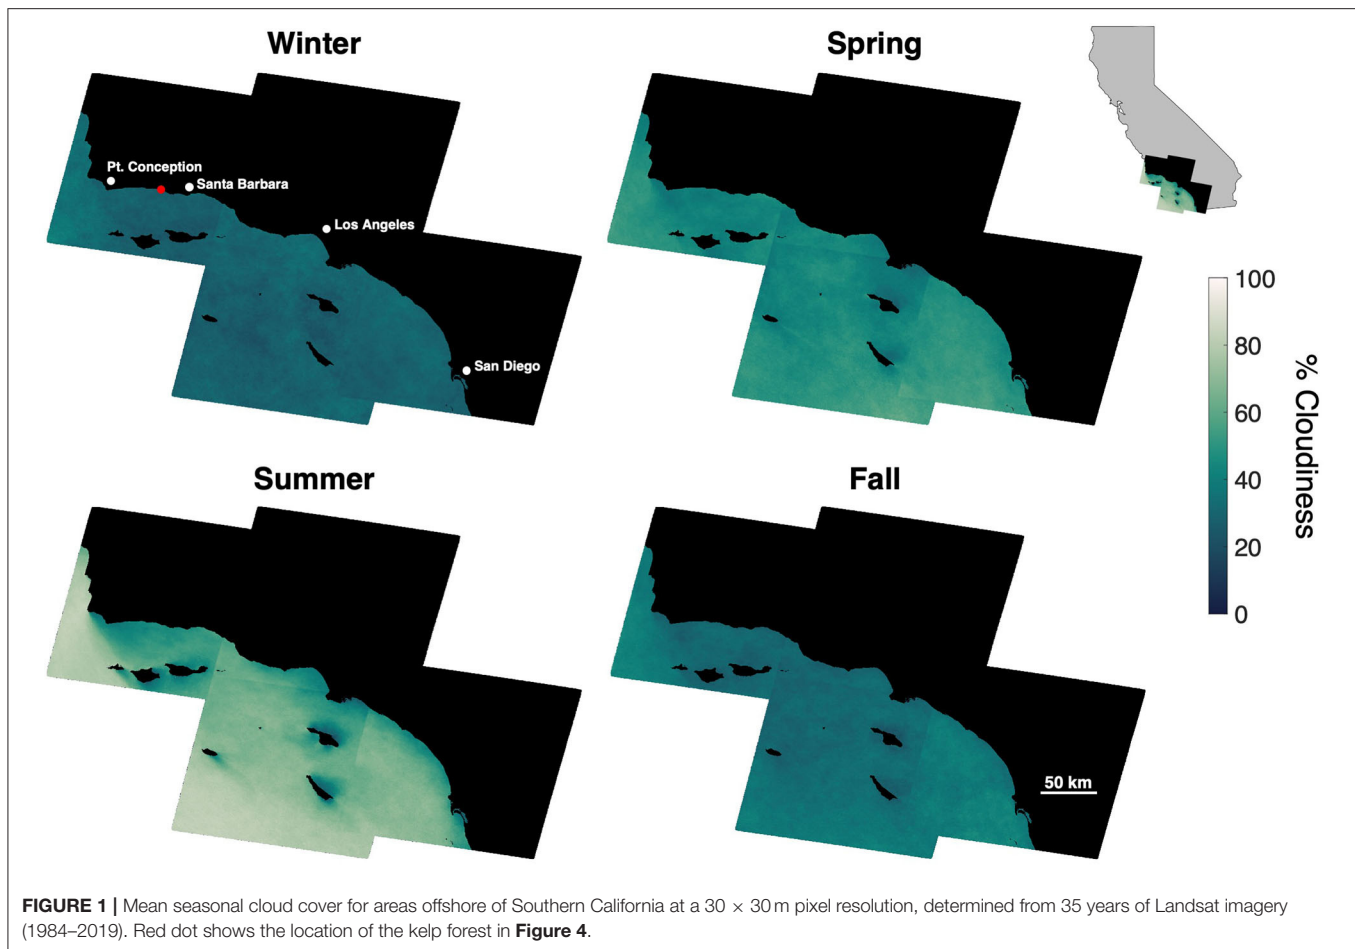 Winter
Spring
Pt. Conception
Santa Barbara
Los Angeles
San Diego
100
80
60
40
20
0
% Cloudiness
Summer
Fall
50 km
FIGURE 1 | Mean seasonal cloud cover for areas offshore of Southern California at a 30 × 30 m pixel resolution, determined from 35 years of Landsat imagery
(1984–2019). Red dot shows the location of the kelp forest in Figure 4.